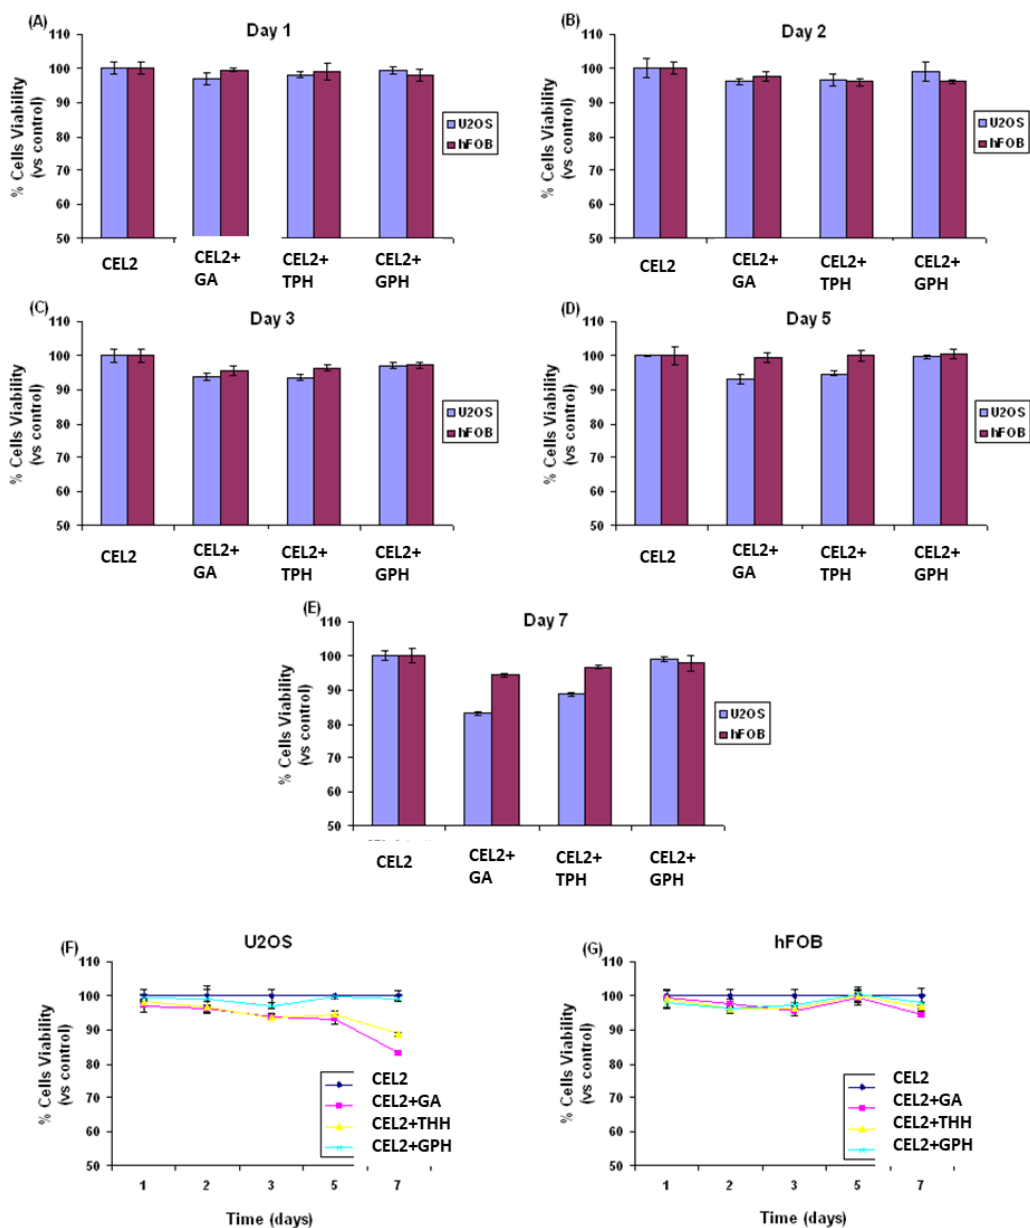 (A)
Day 1
110
100
90
80
70
60
50
% Cells Viability
(vs control)
U2OS
hFOB
CEL2
CEL2+
GA
CEL2+
TPH
CEL2+
GPH
(B)
Day 2
110
100
90
80
70
60
50
% Cells Viability
(vs control)
U2OS
hFOB
CEL2
CEL2+
GA
CEL2+
TPH
CEL2+
GPH
(C)
Day 3
110
100
90
80
70
60
50
% Cells Viability
(vs control)
U2OS
hFOB
CEL2
CEL2+
GA
CEL2+
TPH
CEL2+
GPH
(D)
Day 5
110
100
90
80
70
60
50
% Cells Viability
(vs control)
U2OS
hFOB
CEL2
CEL2+
GA
CEL2+
TPH
CEL2+
GPH
(E)
Day 7
110
100
90
80
70
60
50
% Cells Viability
(vs control)
U2OS
hFOB
CEL2
CEL2+
GA
CEL2+
TPH
CEL2+
GPH
(F)
U2OS
110
100
90
80
70
60
50
% Cells Viability
(vs control)
CEL2
CEL2+GA
CEL2+THH
CEL2+GPH
1 2 3 5 7
Time (days)
(G)
hFOB
110
100
90
80
70
60
50
% Cells Viability
(vs control)
CEL2
CEL2+GA
CEL2+THH
CEL2+GPH
1 2 3 5 7
Time (days)